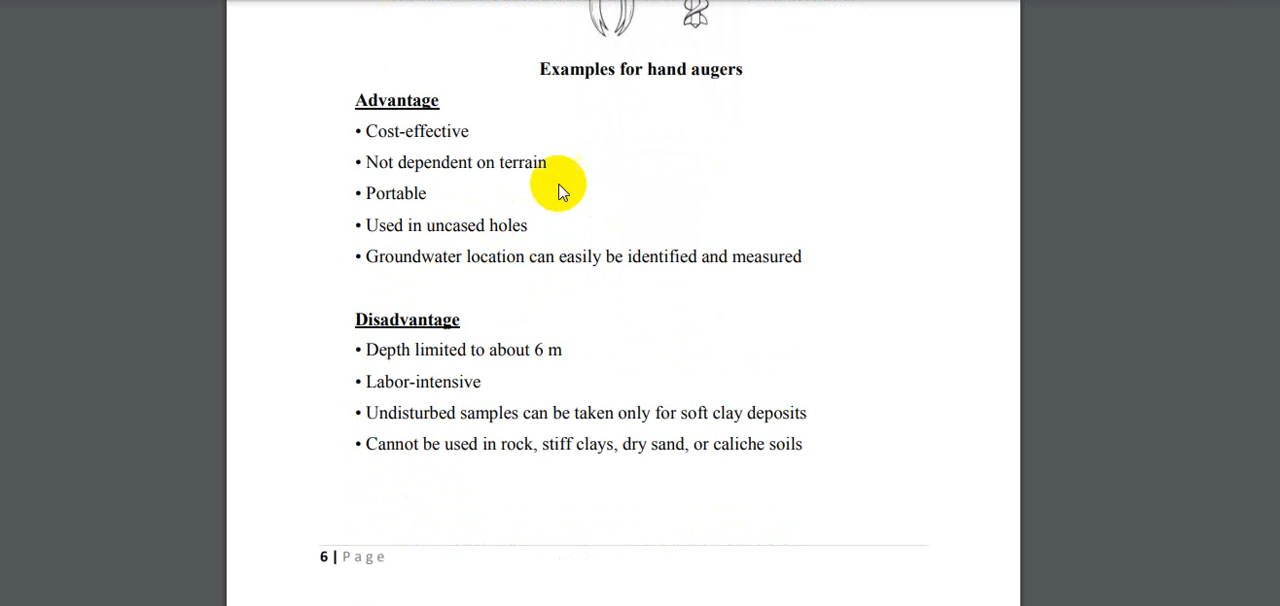 Examples for hand augers
Advantage
• Cost-effective
• Not dependent on terrain
• Portable
• Used in uncased holes
• Groundwater location can easily be identified and measured
Disadvantage
• Depth limited to about 6 m
• Labor-intensive
• Undisturbed samples can be taken only for soft clay deposits
• Cannot be used in rock, stiff clays, dry sand, or caliche soils
6 | Page